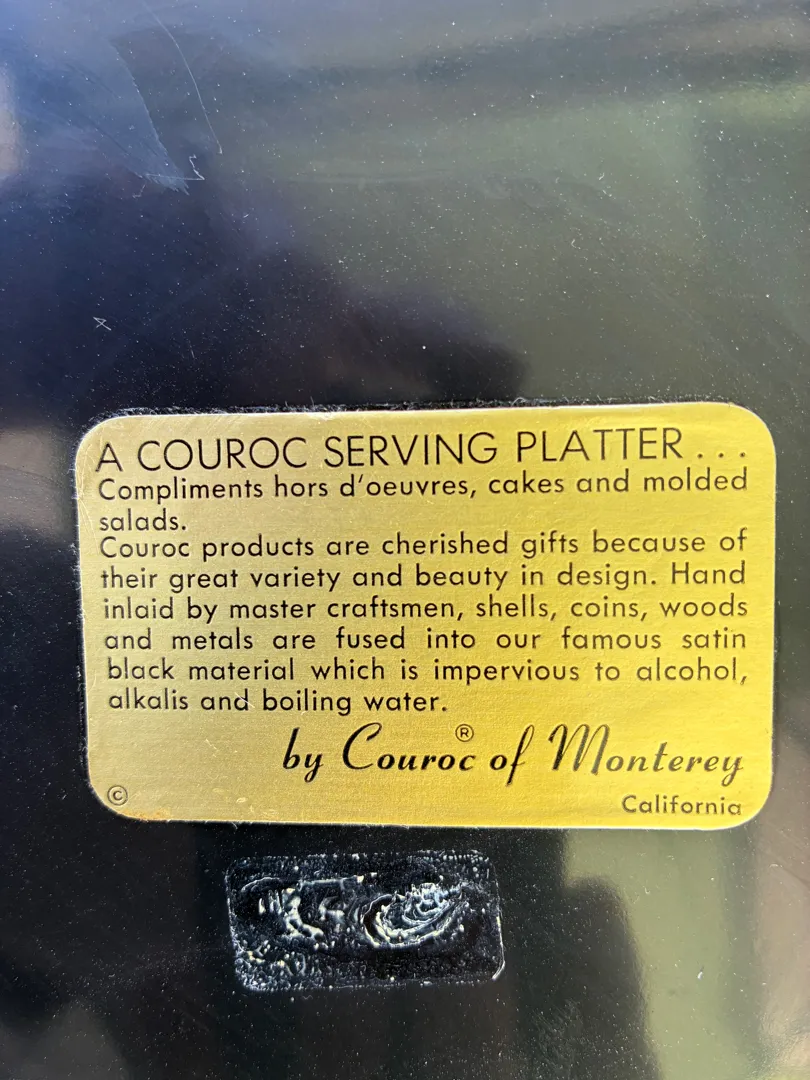 A COUROC SERVING PLATTER...
Compliments hors d'oeuvres, cakes and molded
salads.
Couroc products are cherished gifts because of
their great variety and beauty in design. Hand
inlaid by master craftsmen, shells, coins, woods
and metals are fused into our famous satin
black material which is impervious to alcohol,
alkalis and boiling water.
by Couroc® of Monterey
© California